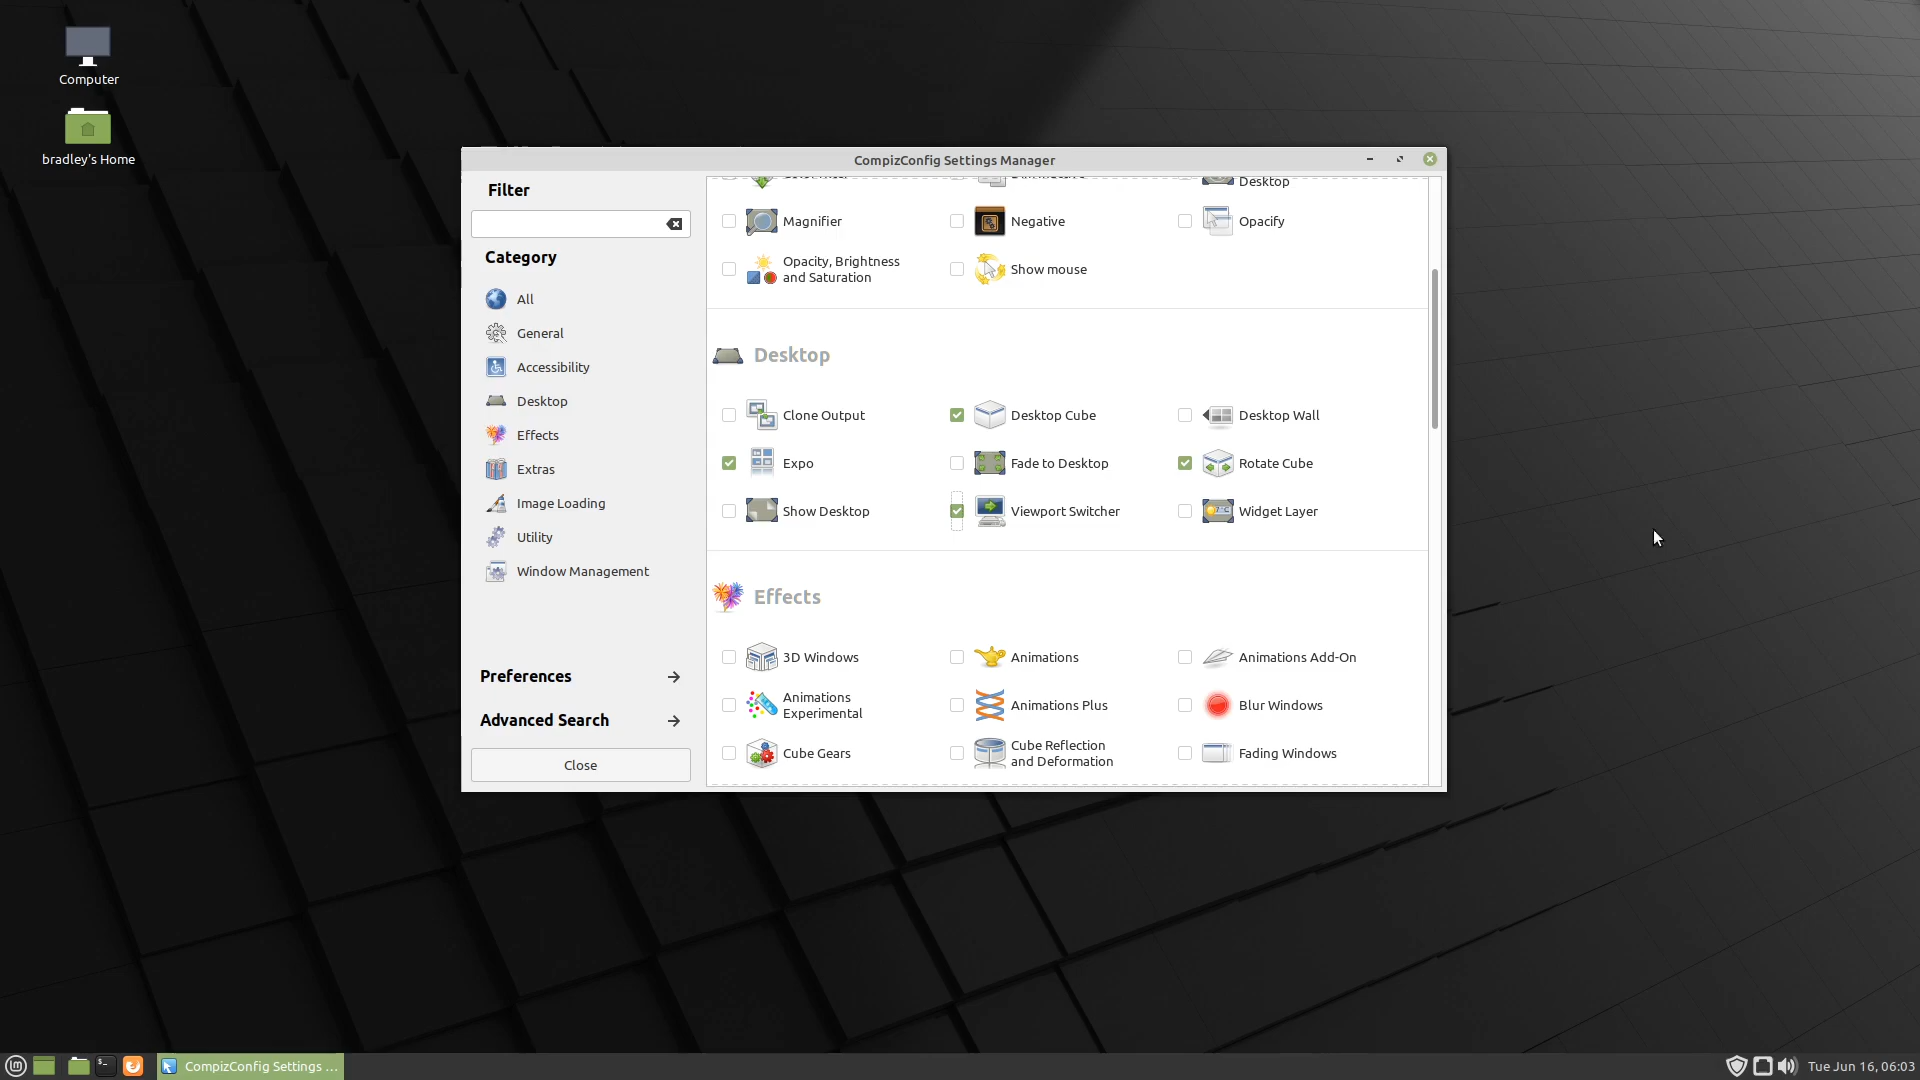 Computer
bradley's Home
CompizConfig Settings Manager
Filter
Category
All
General
Accessibility
Desktop
Effects
Extras
Image Loading
Utility
Window Management
Preferences
Advanced Search
Close
Desktop
Magnifier
Negative
Opacify
Opacity, Brightness
and Saturation
Show mouse
Desktop
Clone Output
Desktop Cube
Desktop Wall
Expo
Fade to Desktop
Rotate Cube
Show Desktop
Viewport Switcher
Widget Layer
Effects
3D Windows
Animations
Animations Add-On
Animations
Experimental
Animations Plus
Blur Windows
Cube Gears
Cube Reflection
and Deformation
Fading Windows
CompizConfig Settings ...
Tue Jun 16, 06:03